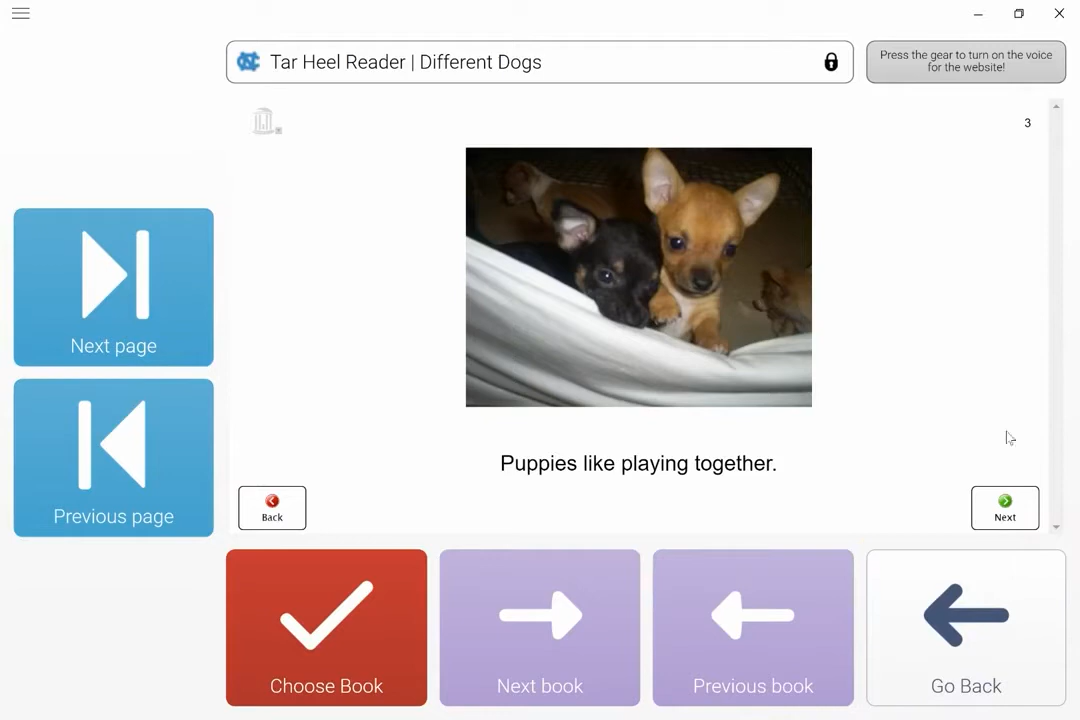 Tar Heel Reader | Different Dogs
Press the gear to turn on the voice
for the website!
3
Next page
Puppies like playing together.
Previous page
Back
Next
Choose Book
Next book
Previous book
Go Back